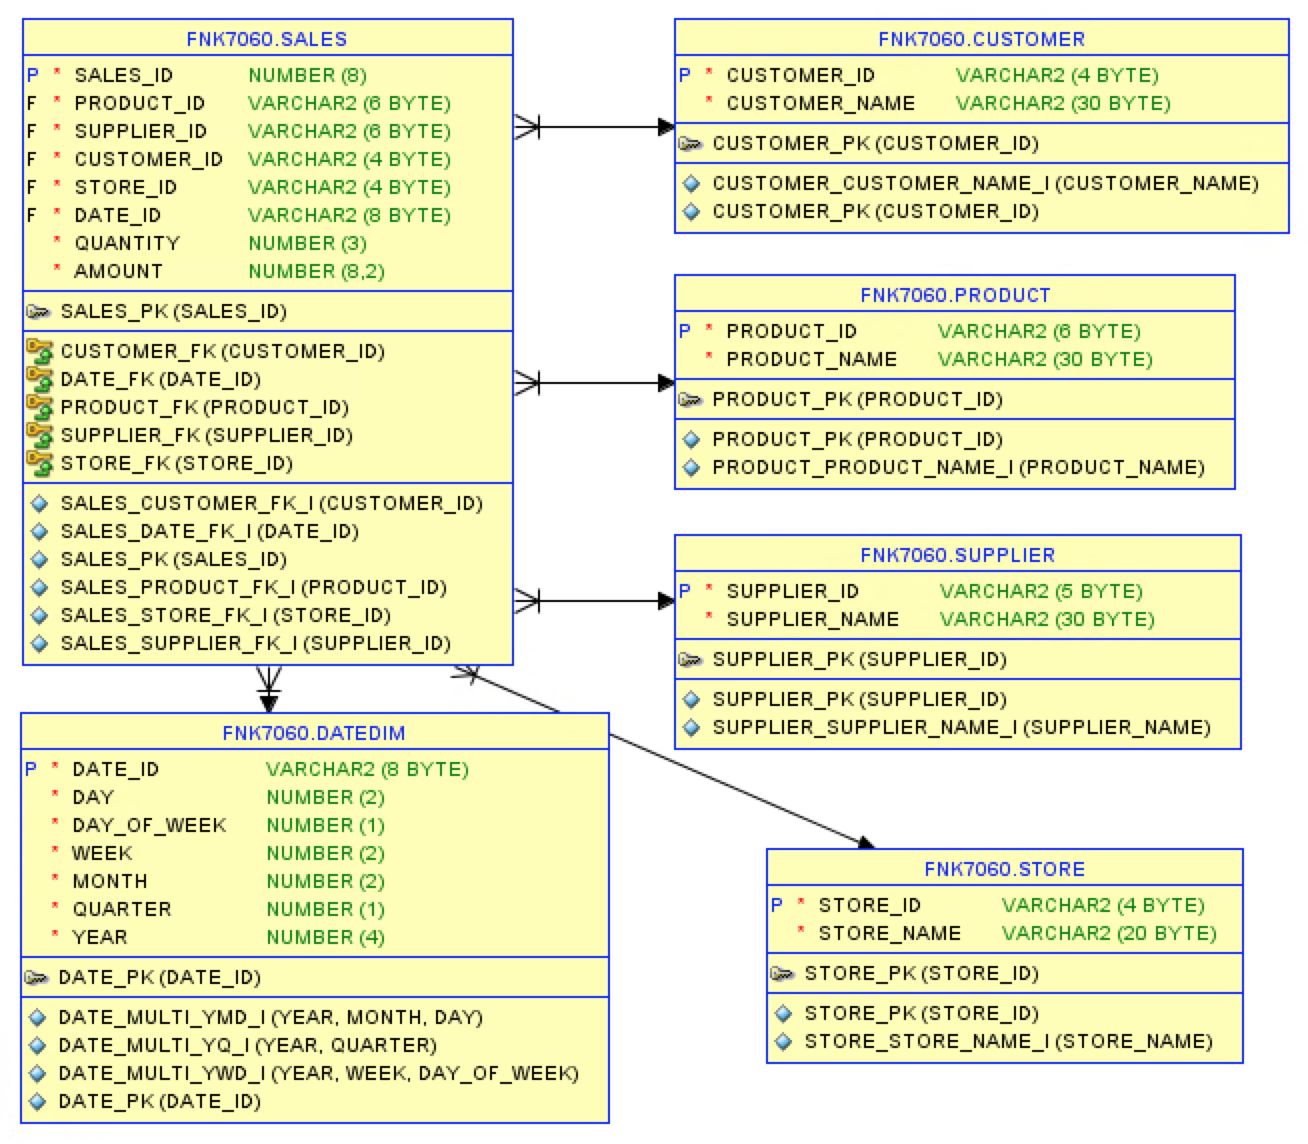 FNK7060.SALES
P * SALES_ID NUMBER (8)
F * PRODUCT_ID VARCHAR2 (6 BYTE)
F * SUPPLIER_ID VARCHAR2 (6 BYTE)
F * CUSTOMER_ID VARCHAR2 (4 BYTE)
F * STORE_ID VARCHAR2 (4 BYTE)
F * DATE_ID VARCHAR2 (8 BYTE)
* QUANTITY NUMBER (3)
* AMOUNT NUMBER (8,2)
SALES_PK (SALES_ID)
CUSTOMER_FK (CUSTOMER_ID)
DATE_FK (DATE_ID)
PRODUCT_FK (PRODUCT_ID)
SUPPLIER_FK (SUPPLIER_ID)
STORE_FK (STORE_ID)
SALES_CUSTOMER_FK_I (CUSTOMER_ID)
SALES_DATE_FK_I (DATE_ID)
SALES_PK (SALES_ID)
SALES_PRODUCT_FK_I (PRODUCT_ID)
SALES_STORE_FK_I (STORE_ID)
SALES_SUPPLIER_FK_I (SUPPLIER_ID)
FNK7060.CUSTOMER
P * CUSTOMER_ID VARCHAR2 (4 BYTE)
* CUSTOMER_NAME VARCHAR2 (30 BYTE)
CUSTOMER_PK (CUSTOMER_ID)
CUSTOMER_CUSTOMER_NAME_I (CUSTOMER_NAME)
CUSTOMER_PK (CUSTOMER_ID)
FNK7060.PRODUCT
P * PRODUCT_ID VARCHAR2 (6 BYTE)
* PRODUCT_NAME VARCHAR2 (30 BYTE)
PRODUCT_PK (PRODUCT_ID)
PRODUCT_PK (PRODUCT_ID)
PRODUCT_PRODUCT_NAME_I (PRODUCT_NAME)
FNK7060.SUPPLIER
P * SUPPLIER_ID VARCHAR2 (5 BYTE)
* SUPPLIER_NAME VARCHAR2 (30 BYTE)
SUPPLIER_PK (SUPPLIER_ID)
SUPPLIER_PK (SUPPLIER_ID)
SUPPLIER_SUPPLIER_NAME_I (SUPPLIER_NAME)
FNK7060.DATEDIM
P * DATE_ID VARCHAR2 (8 BYTE)
* DAY NUMBER (2)
* DAY_OF_WEEK NUMBER (1)
* WEEK NUMBER (2)
* MONTH NUMBER (2)
* QUARTER NUMBER (1)
* YEAR NUMBER (4)
DATE_PK (DATE_ID)
DATE_MULTI_YMD_I (YEAR, MONTH, DAY)
DATE_MULTI_YQ_I (YEAR, QUARTER)
DATE_MULTI_YWD_I (YEAR, WEEK, DAY_OF_WEEK)
DATE_PK (DATE_ID)
FNK7060.STORE
P * STORE_ID VARCHAR2 (4 BYTE)
* STORE_NAME VARCHAR2 (20 BYTE)
STORE_PK (STORE_ID)
STORE_PK (STORE_ID)
STORE_STORE_NAME_I (STORE_NAME)